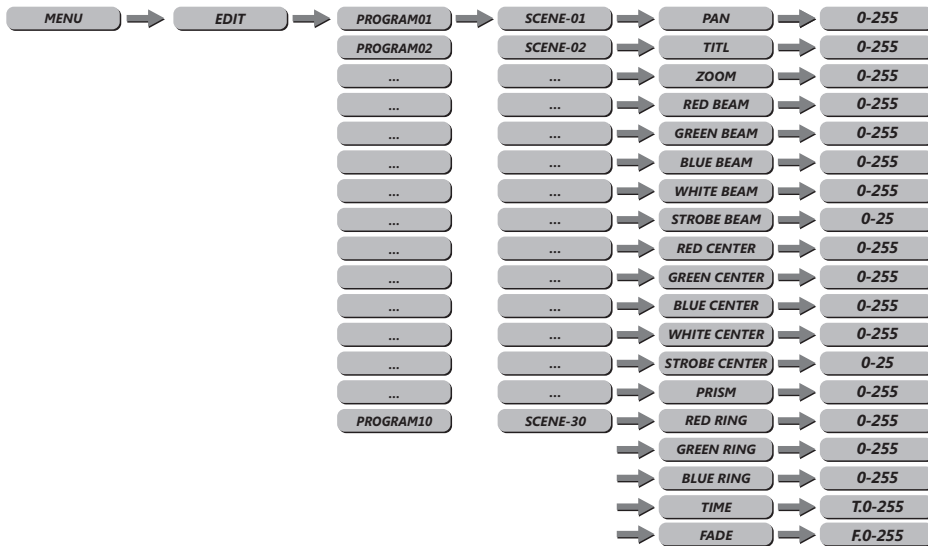 MENU EDIT PROGRAM01 SCENE-01 PAN 0-255
PROGRAM02 SCENE-02 TITL 0-255
... ... ZOOM 0-255
... ... RED BEAM 0-255
... ... GREEN BEAM 0-255
... ... BLUE BEAM 0-255
... ... WHITE BEAM 0-255
... ... STROBE BEAM 0-25
... ... RED CENTER 0-255
... ... GREEN CENTER 0-255
... ... BLUE CENTER 0-255
... ... WHITE CENTER 0-255
... ... STROBE CENTER 0-25
... ... PRISM 0-255
PROGRAM10 SCENE-30 RED RING 0-255
GREEN RING 0-255
BLUE RING 0-255
TIME T.0-255
FADE F.0-255